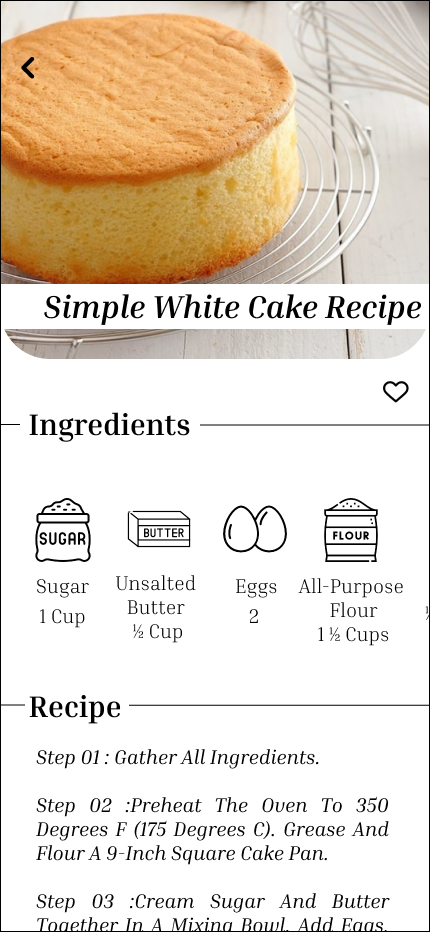 Simple White Cake Recipe
Ingredients
SUGAR
BUTTER
FLOUR
Sugar
1 Cup
Unsalted
Butter
½ Cup
Eggs
2
All-Purpose
Flour
1 ½ Cups
Recipe
Step 01 : Gather All Ingredients.
Step 02 :Preheat The Oven To 350
Degrees F (175 Degrees C). Grease And
Flour A 9-Inch Square Cake Pan.
Step 03 :Cream Sugar And Butter
Together In A Mixing Bowl. Add Eggs,